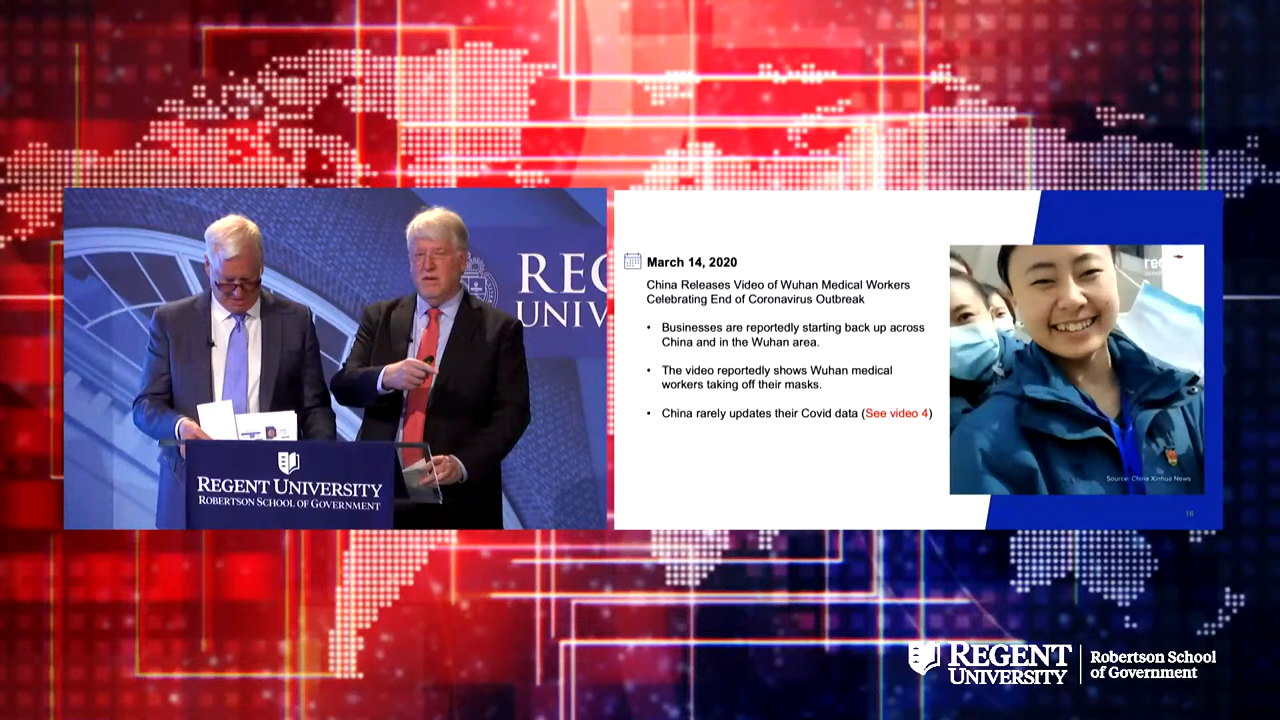 REG
UNIV
REGENT UNIVERSITY
ROBERTSON SCHOOL OF GOVERNMENT
March 14, 2020
China Releases Video of Wuhan Medical Workers
Celebrating End of Coronavirus Outbreak
• Businesses are reportedly starting back up across
China and in the Wuhan area.
• The video reportedly shows Wuhan medical
workers taking off their masks.
• China rarely updates their Covid data (See video 4)
Source: China Xinhua News
16
REGENT
UNIVERSITY
Robertson School
of Government